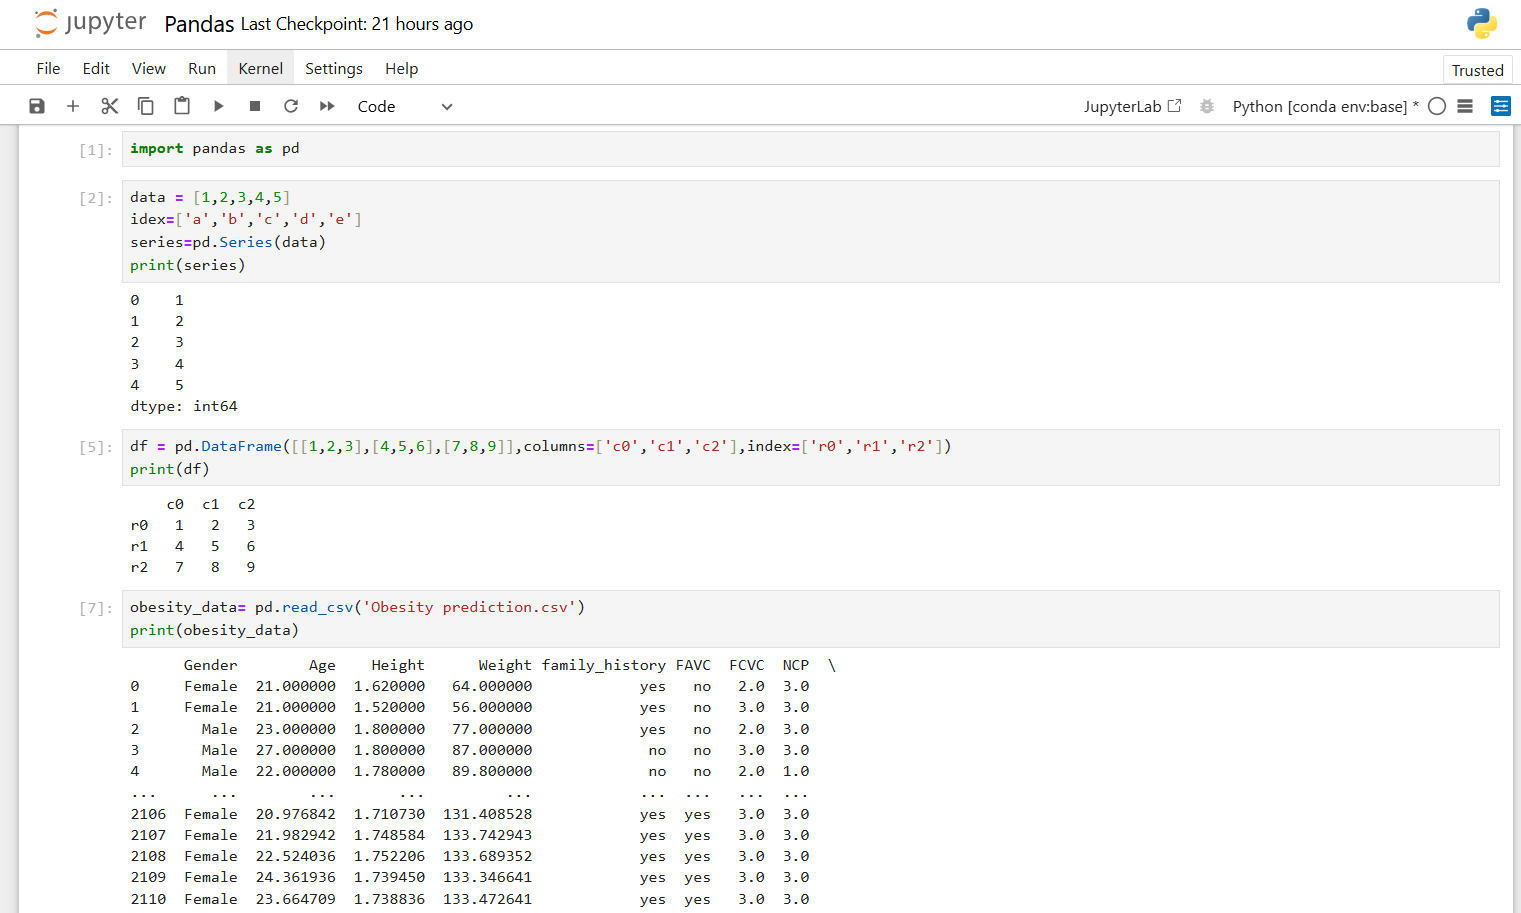 jupyter Pandas Last Checkpoint: 21 hours ago
File Edit View Run Kernel Settings Help Trusted
Code JupyterLab Python [conda env:base] *
[1]: import pandas as pd
[2]: data = [1,2,3,4,5]
idex=['a','b','c','d','e']
series=pd.Series(data)
print(series)
0    1
1    2
2    3
3    4
4    5
dtype: int64
[5]: df = pd.DataFrame([[1,2,3],[4,5,6],[7,8,9]],columns=['c0','c1','c2'],index=['r0','r1','r2'])
print(df)
    c0  c1  c2
r0   1   2   3
r1   4   5   6
r2   7   8   9
[7]: obesity_data= pd.read_csv('Obesity prediction.csv')
print(obesity_data)
      Gender        Age    Height      Weight family_history FAVC  FCVC  NCP  \
0     Female  21.000000  1.620000   64.000000            yes   no   2.0  3.0
1     Female  21.000000  1.520000   56.000000            yes   no   3.0  3.0
2       Male  23.000000  1.800000   77.000000            yes   no   2.0  3.0
3       Male  27.000000  1.800000   87.000000             no   no   3.0  3.0
4       Male  22.000000  1.780000   89.800000             no   no   2.0  1.0
...      ...        ...       ...         ...            ...  ...   ...  ...
2106  Female  20.976842  1.710730  131.408528            yes  yes   3.0  3.0
2107  Female  21.982942  1.748584  133.742943            yes  yes   3.0  3.0
2108  Female  22.524036  1.752206  133.689352            yes  yes   3.0  3.0
2109  Female  24.361936  1.739450  133.346641            yes  yes   3.0  3.0
2110  Female  23.664709  1.738836  133.472641            yes  yes   3.0  3.0